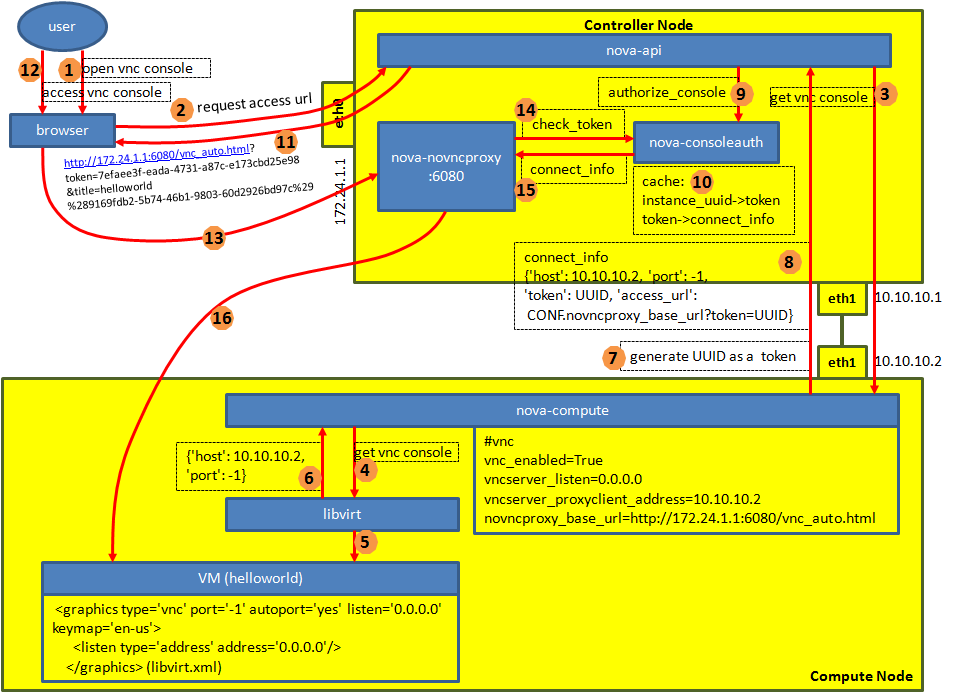 user
Controller Node
nova-api
12
1
open vnc console
access vnc console
2
request access url
browser
eth0
172.24.1.1
11
http://172.24.1.1:6080/vnc_auto.html?
token=7efaee3f-eada-4731-a87c-e173cbd25e98
&title=helloworld
%289169fdb2-5b74-46b1-9803-60d2926bd97c%29
13
nova-novncproxy
:6080
14
check_token
connect_info
15
authorize_console
9
get vnc console
3
nova-consoleauth
cache:
10
instance_uuid->token
token->connect_info
connect_info
8
{'host': 10.10.10.2, 'port': -1,
'token': UUID, 'access_url':
CONF.novncproxy_base_url?token=UUID}
eth1
10.10.10.1
16
7
generate UUID as a token
eth1
10.10.10.2
nova-compute
#vnc
vnc_enabled=True
vncserver_listen=0.0.0.0
vncserver_proxyclient_address=10.10.10.2
novncproxy_base_url=http://172.24.1.1:6080/vnc_auto.html
{'host': 10.10.10.2,
'port': -1}
6
get vnc console
4
libvirt
5
VM (helloworld)
<graphics type='vnc' port='-1' autoport='yes' listen='0.0.0.0'
keymap='en-us'>
<listen type='address' address='0.0.0.0'/>
</graphics> (libvirt.xml)
Compute Node